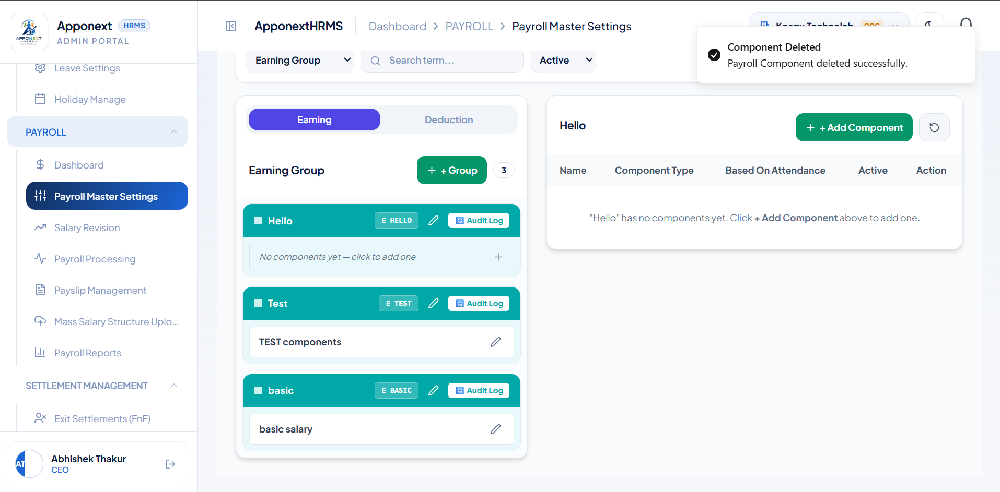 Apponext HRMS
ADMIN PORTAL
APPONEXT
HRMS
Leave Settings
Holiday Manage
PAYROLL
Dashboard
Payroll Master Settings
Salary Revision
Payroll Processing
Payslip Management
Mass Salary Structure Uplo...
Payroll Reports
SETTLEMENT MANAGEMENT
Exit Settlements (FnF)
AT
Abhishek Thakur
CEO
ApponextHRMS
Dashboard > PAYROLL > Payroll Master Settings
ORG
Component Deleted
Payroll Component deleted successfully.
Earning Group
Search term...
Active
Earning
Deduction
Earning Group
+ + Group
3
Hello
E HELLO
Audit Log
No components yet — click to add one
Test
E TEST
Audit Log
TEST components
basic
E BASIC
Audit Log
basic salary
Hello
+ + Add Component
Name Component Type Based On Attendance Active Action
"Hello" has no components yet. Click + Add Component above to add one.